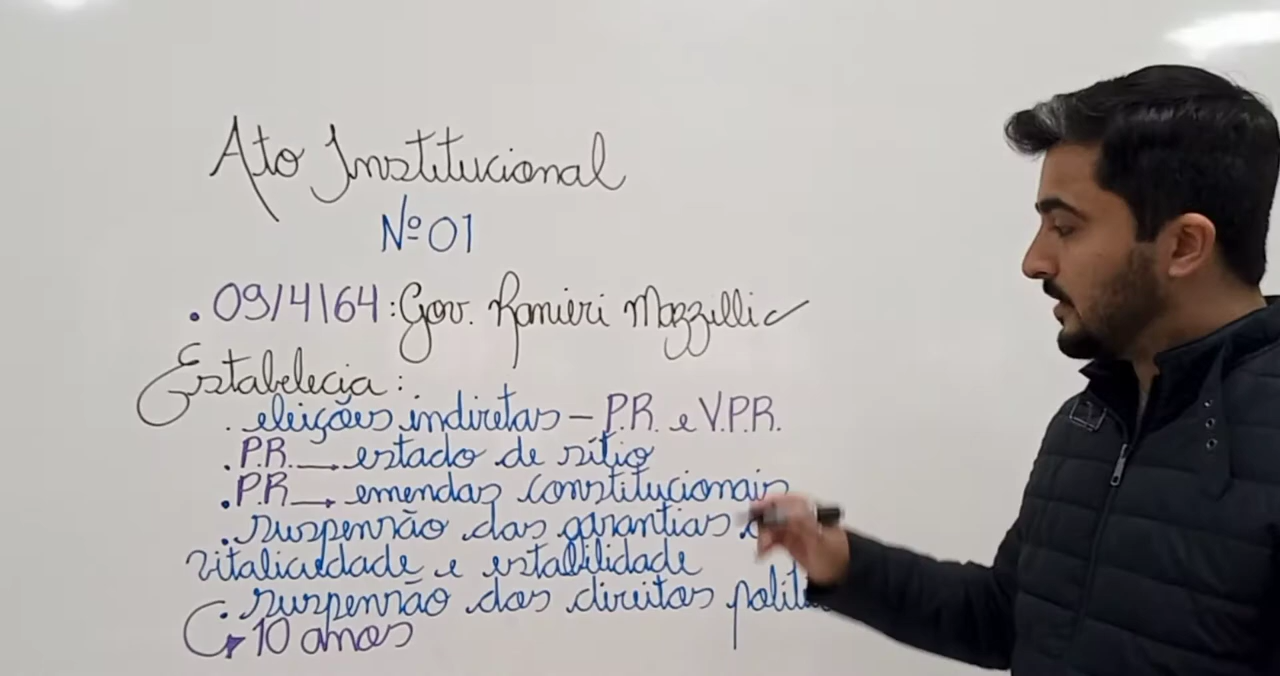 Ato Institucional
Nº 01
. 09/4/64: Gov. Ranieri Mazzilli
Estabelecia:
. eleições indiretas - P.R. e V.P.R.
. P.R. → estado de sítio
. P.R → emendas constitucionais
. suspensão das garantias
vitaliciedade e estabilidade
. suspensão dos direitos
→ 10 anos